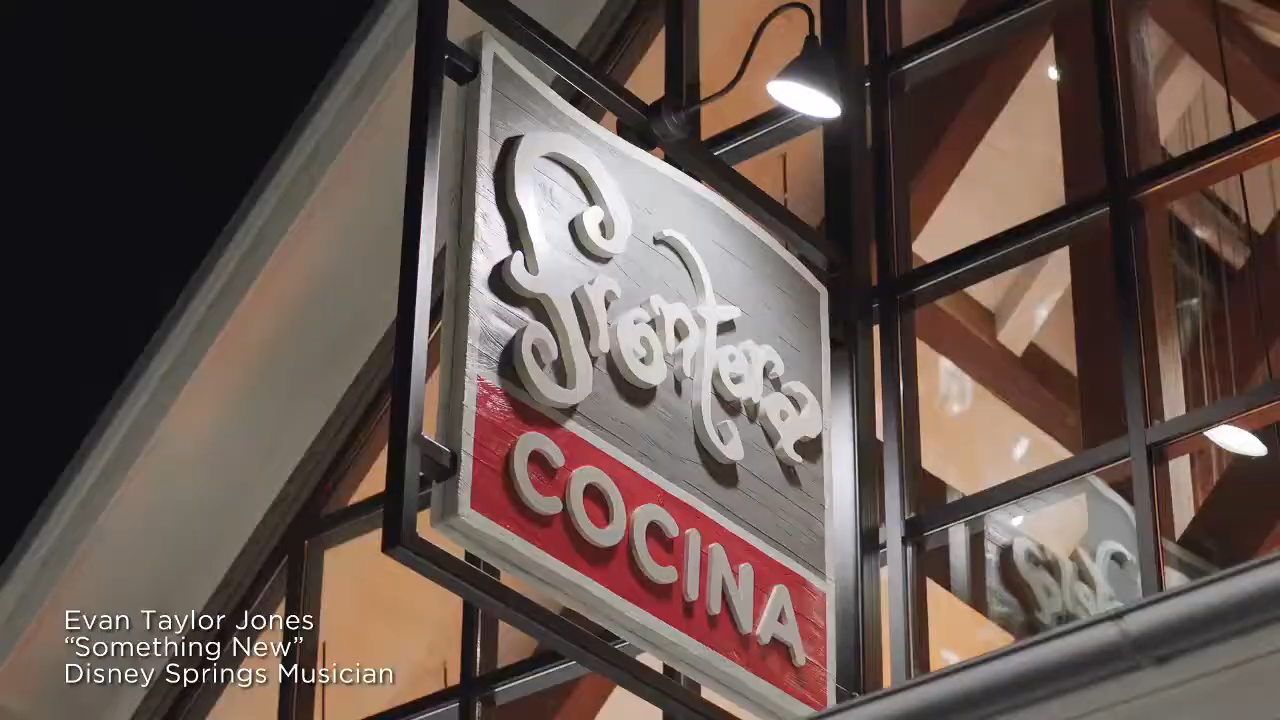 Frontera
COCINA
Evan Taylor Jones
“Something New”
Disney Springs Musician